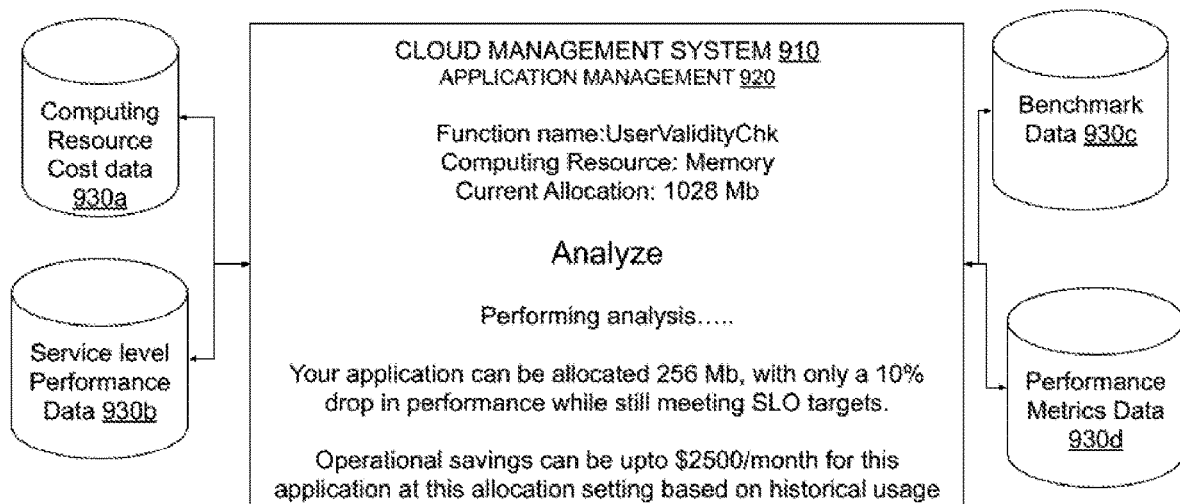 Computing
Resource
Cost data
930a
Service level
Performance
Data 930b
CLOUD MANAGEMENT SYSTEM 910
APPLICATION MANAGEMENT 920
Function name:UserValidityChk
Computing Resource: Memory
Current Allocation: 1028 Mb
Analyze
Performing analysis.....
Your application can be allocated 256 Mb, with only a 10%
drop in performance while still meeting SLO targets.
Operational savings can be upto $2500/month for this
application at this allocation setting based on historical usage
Benchmark
Data 930c
Performance
Metrics Data
930d